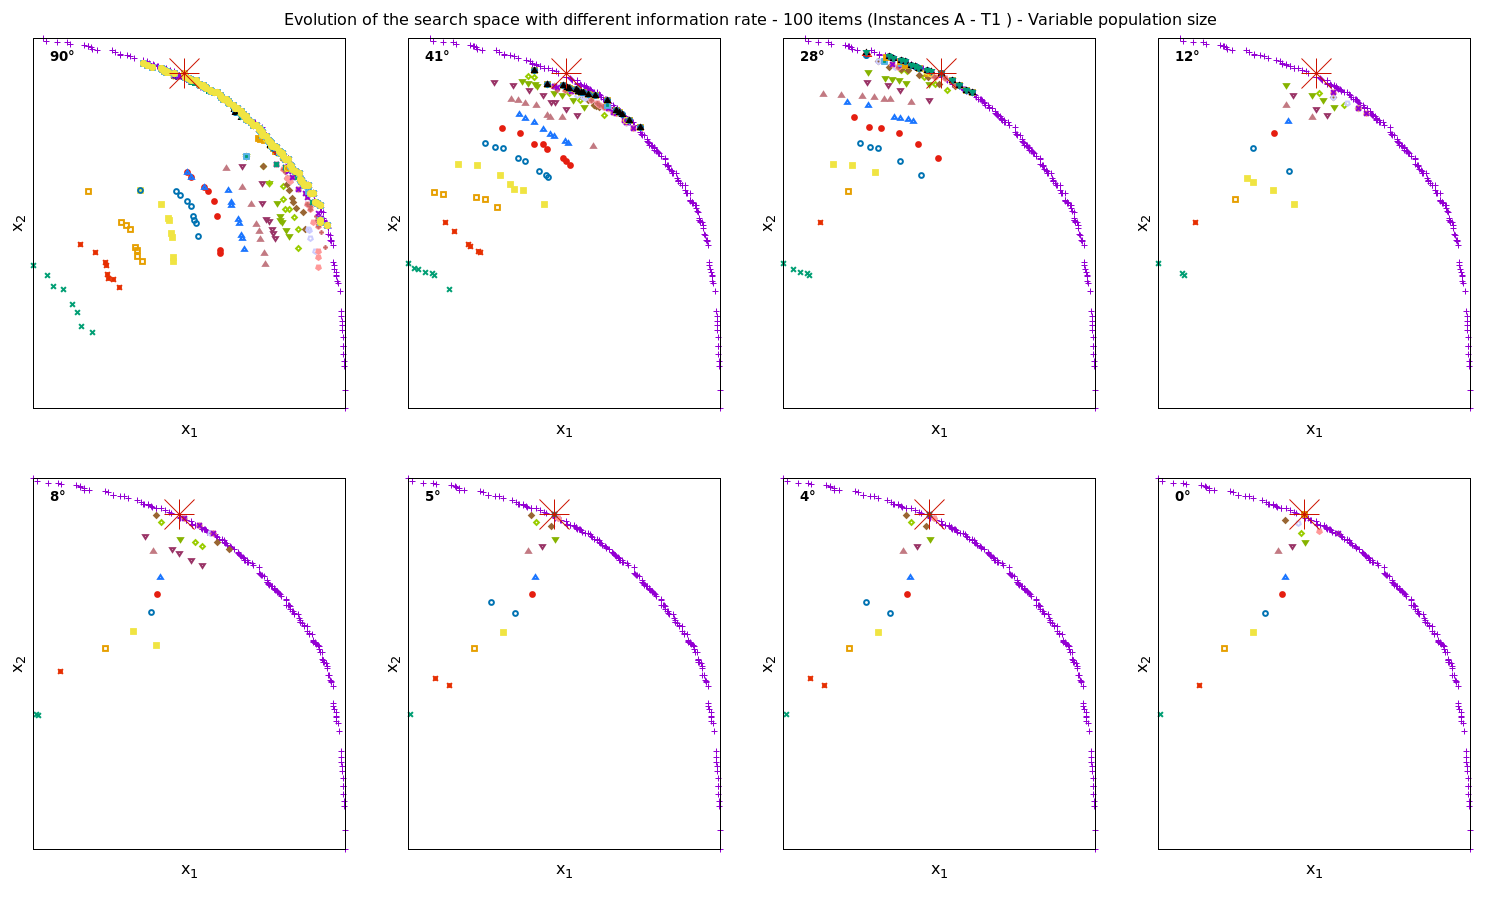 Evolution of the search space with different information rate - 100 items (Instances A - T1 ) - Variable population size
90°
41°
28°
12°
x2
x2
x2
x2
x1
x1
x1
x1
8°
5°
4°
0°
x2
x2
x2
x2
x1
x1
x1
x1